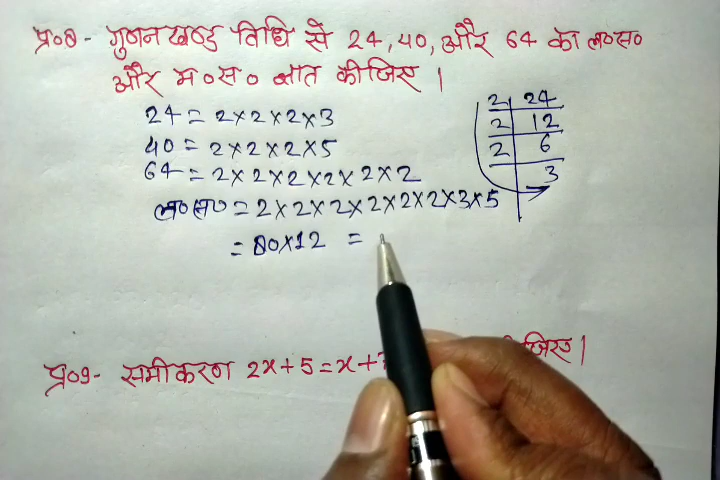 प्र०8- गुणनखण्ड विधि से 24,40, और 64 का ल०स०
और म०स० ज्ञात कीजिए।
24 = 2×2×2×3
40 = 2×2×2×5
64 = 2×2×2×2×2×2
ल०स० = 2×2×2×2×2×2×3×5
= 80×12 =
2 24
2 12
2 6
3
प्र०9- समीकरण 2x+5=x+